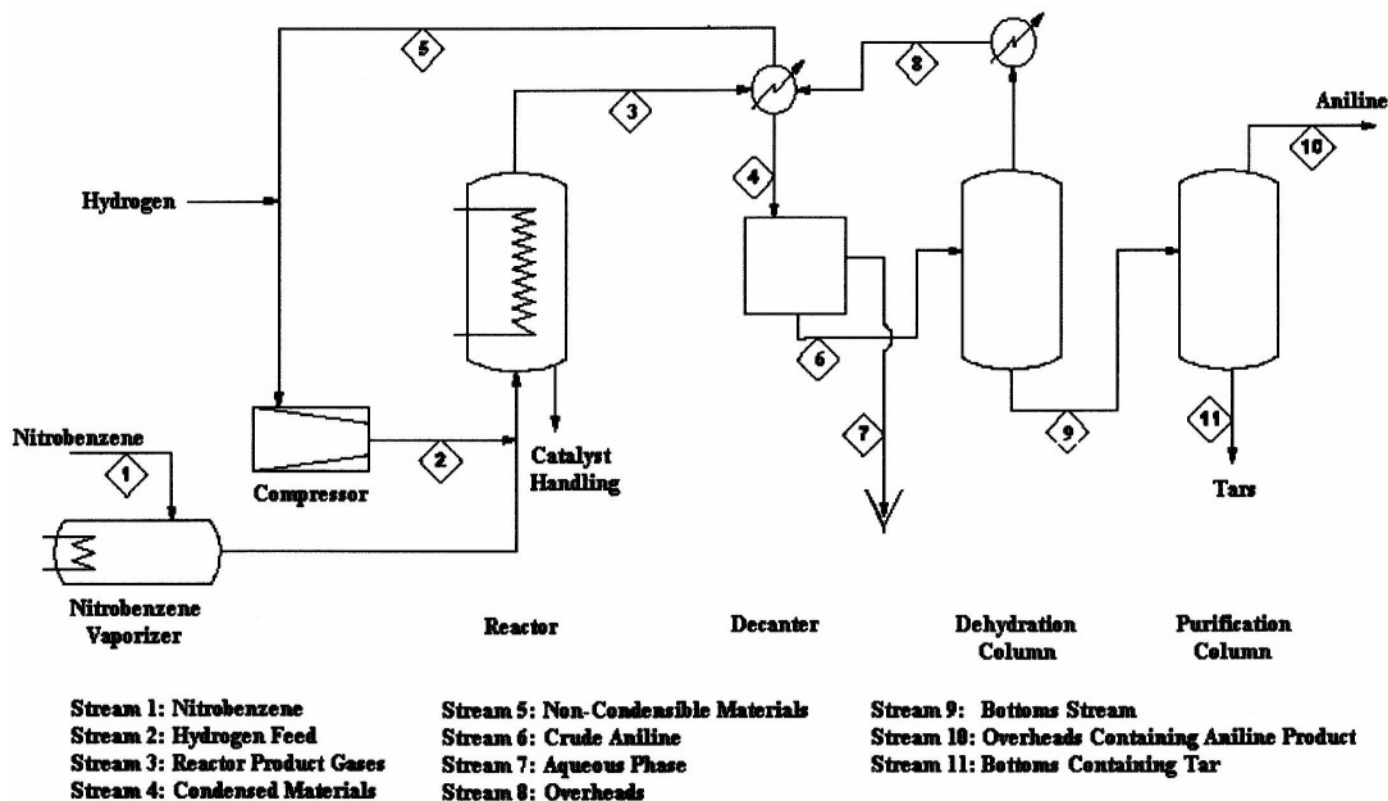 5
8
Aniline
3
10
4
Hydrogen
6
Nitrobenzene
1
2
Catalyst
Handling
7
9
11
Compressor
Tars
Nitrobenzene
Vaporizer
Reactor
Decanter
Dehydration
Column
Purification
Column
Stream 1: Nitrobenzene
Stream 2: Hydrogen Feed
Stream 3: Reactor Product Gases
Stream 4: Condensed Materials
Stream 5: Non-Condensible Materials
Stream 6: Crude Aniline
Stream 7: Aqueous Phase
Stream 8: Overheads
Stream 9: Bottoms Stream
Stream 10: Overheads Containing Aniline Product
Stream 11: Bottoms Containing Tar